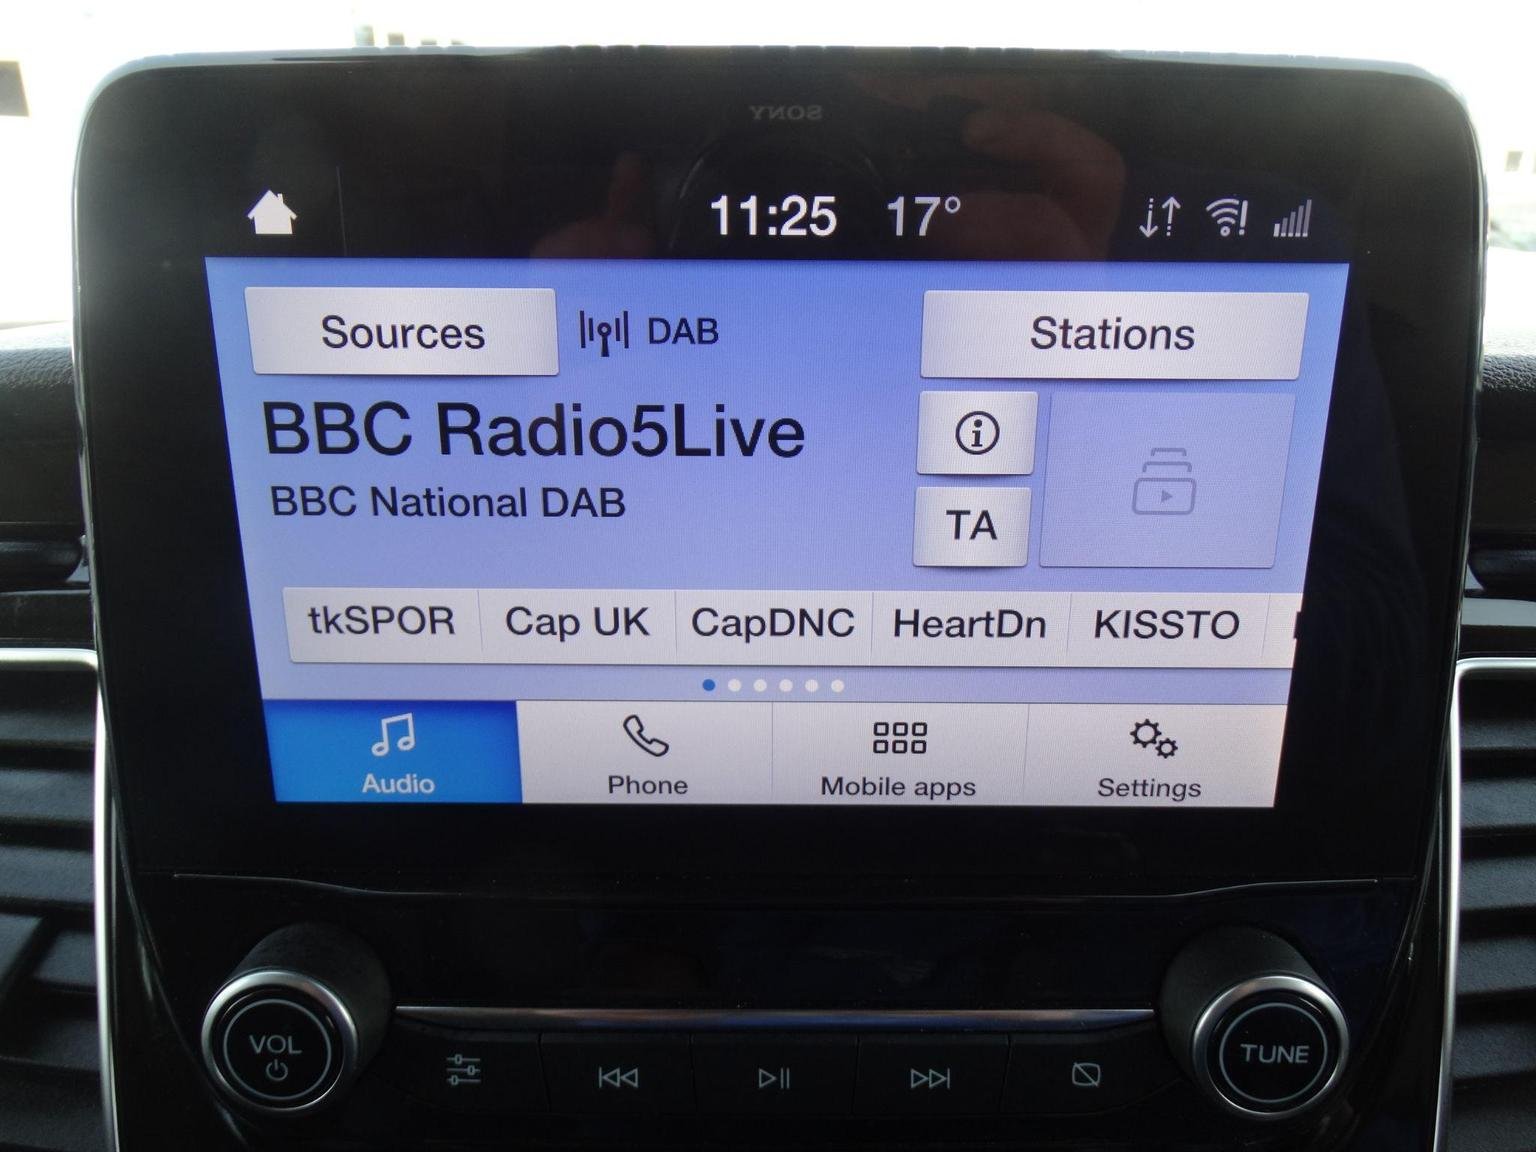 SONY
11:25 17°
Sources DAB Stations
BBC Radio5Live
BBC National DAB
TA
tkSPOR Cap UK CapDNC HeartDn KISSTO
Audio Phone Mobile apps Settings
VOL
TUNE